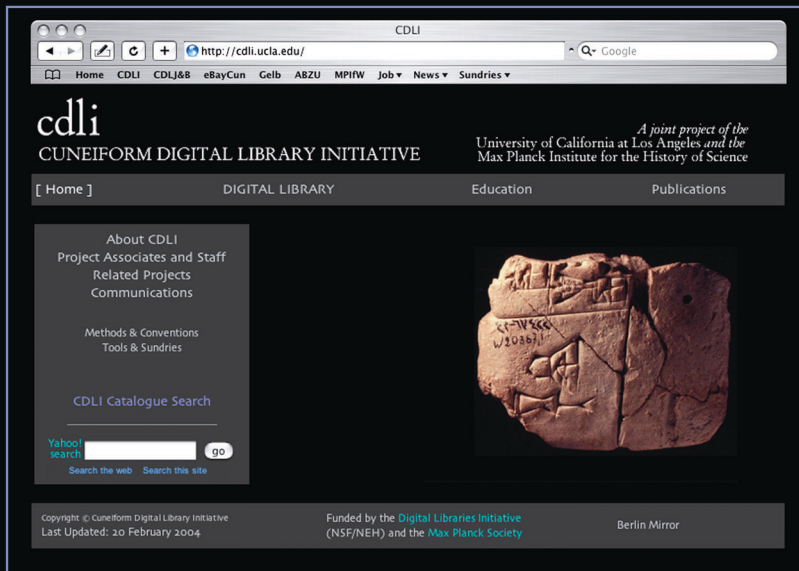 CDLI
http://cdli.ucla.edu/
Google
Home CDLI CDLJ&B eBayCun Gelb ABZU MPIfW Job News Sundries
cdli
CUNEIFORM DIGITAL LIBRARY INITIATIVE
A joint project of the
University of California at Los Angeles and the
Max Planck Institute for the History of Science
[ Home ] DIGITAL LIBRARY Education Publications
About CDLI
Project Associates and Staff
Related Projects
Communications
Methods & Conventions
Tools & Sundries
CDLI Catalogue Search
Yahoo!
search go
Search the web Search this site
Copyright © Cuneiform Digital Library Initiative
Last Updated: 20 February 2004
Funded by the Digital Libraries Initiative
(NSF/NEH) and the Max Planck Society
Berlin Mirror